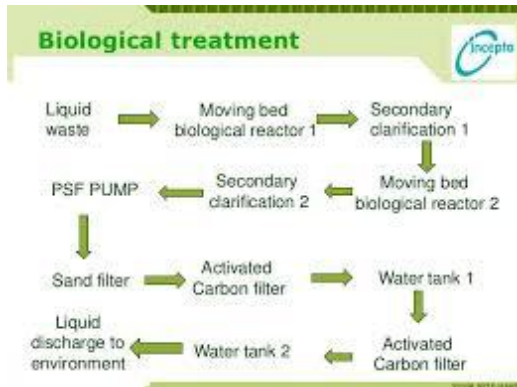 Biological treatment
incepta
Liquid
waste
Moving bed
biological reactor 1
Secondary
clarification 1
PSF PUMP
Secondary
clarification 2
Moving bed
biological reactor 2
Sand filter
Activated
Carbon filter
Water tank 1
Liquid
discharge to
environment
Water tank 2
Activated
Carbon filter